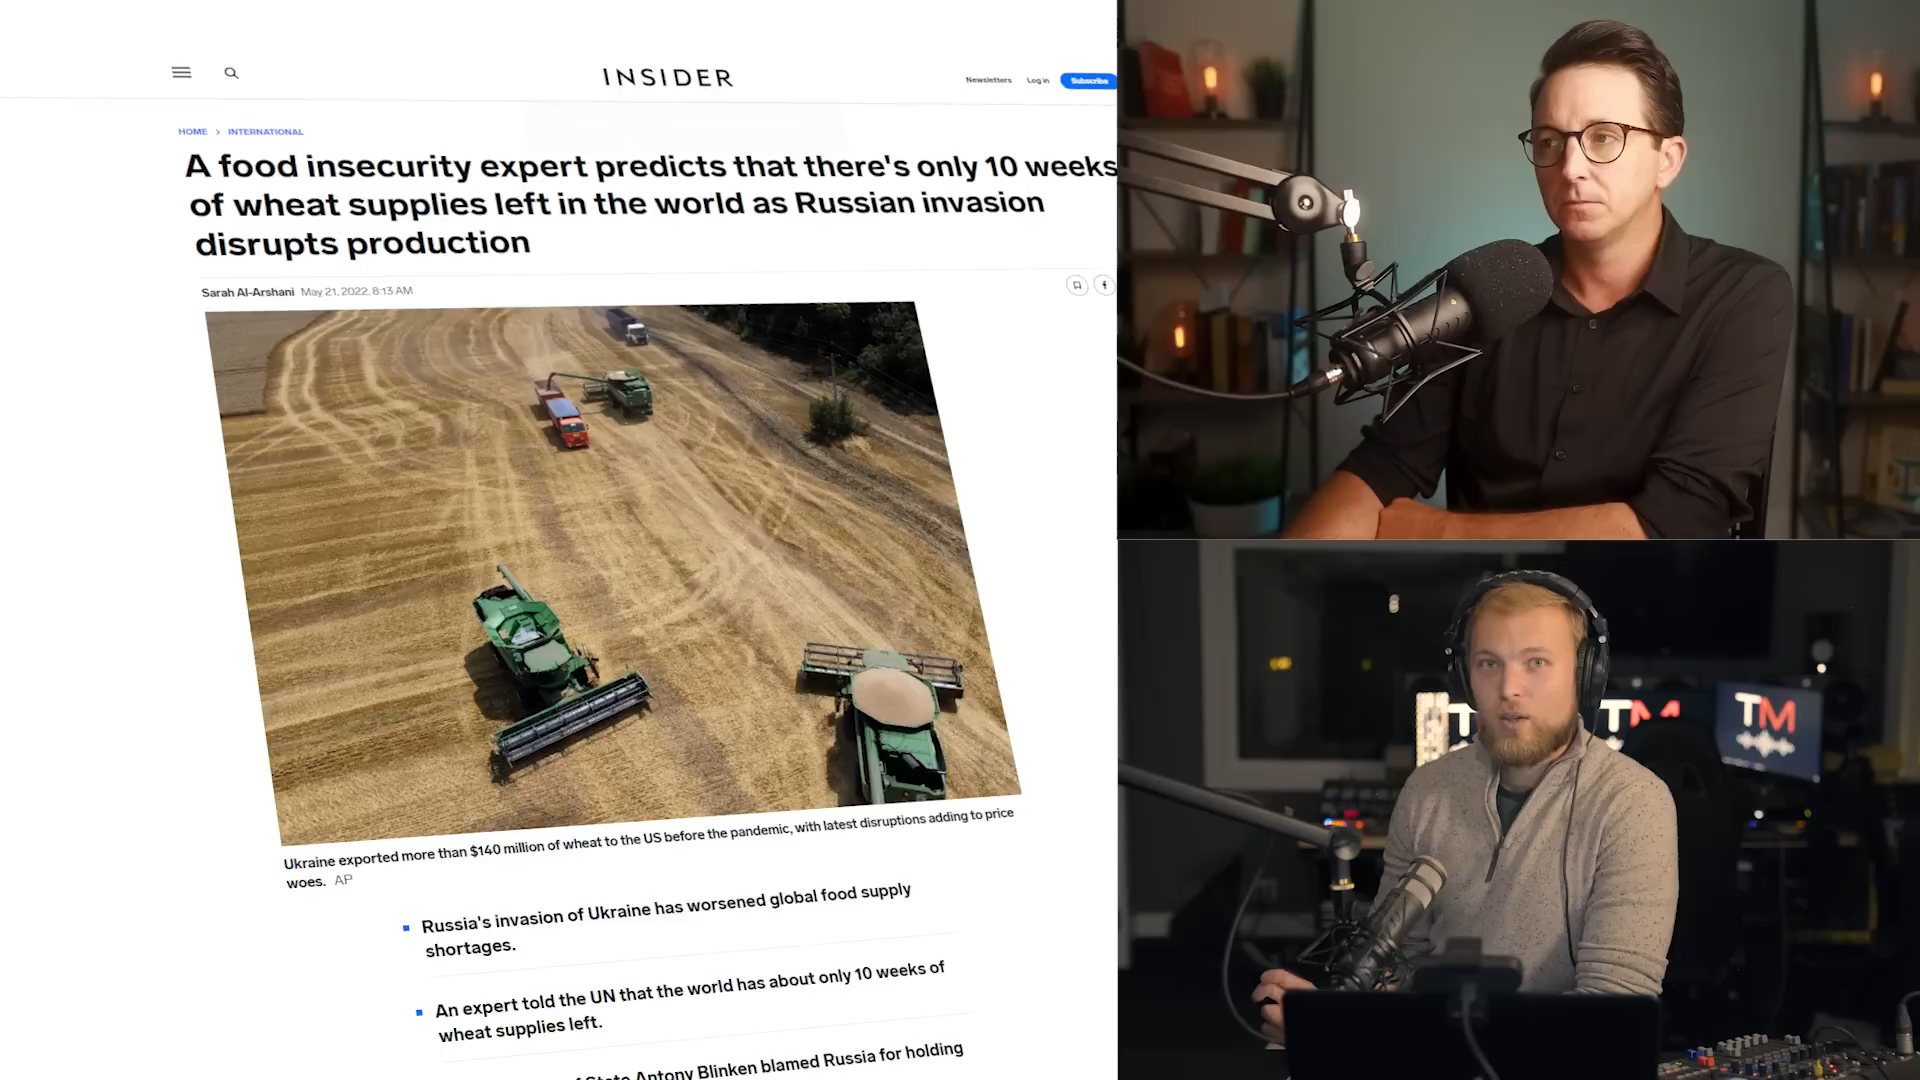 INSIDER
Newsletters Log in Subscribe
HOME > INTERNATIONAL
A food insecurity expert predicts that there's only 10 weeks
of wheat supplies left in the world as Russian invasion
disrupts production
Sarah Al-Arshani May 21, 2022, 8:13 AM
Ukraine exported more than $140 million of wheat to the US before the pandemic, with latest disruptions adding to price
woes. AP
Russia's invasion of Ukraine has worsened global food supply
shortages.
An expert told the UN that the world has about only 10 weeks of
wheat supplies left.
State Antony Blinken blamed Russia for holding
T
TM
TM